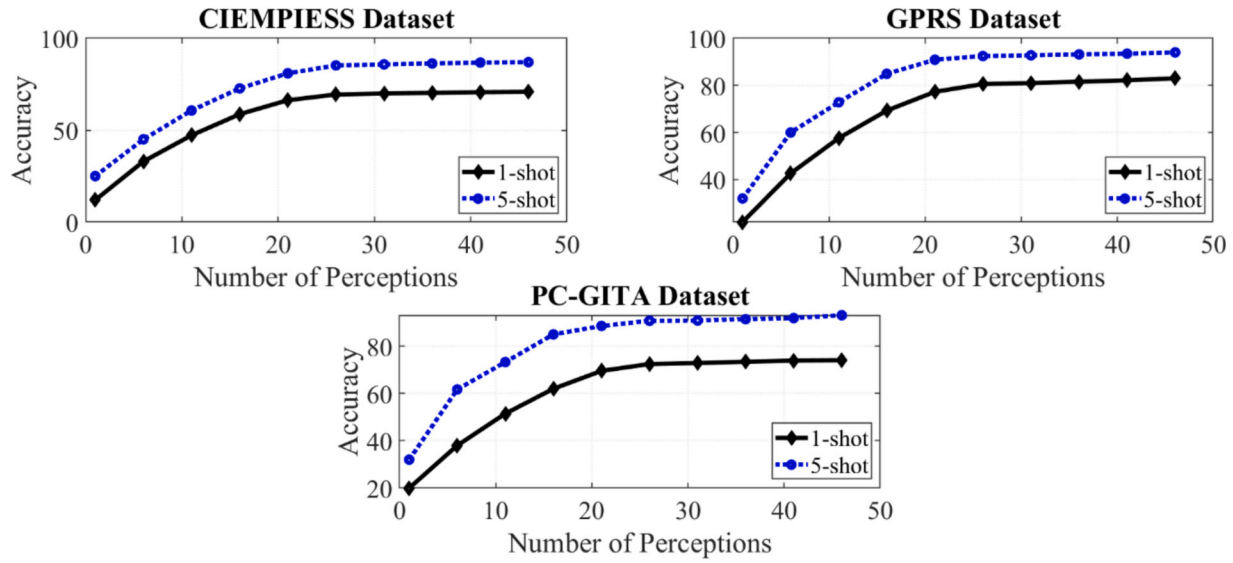 CIEMPIESS Dataset
100
50
0
Accuracy
0 10 20 30 40 50
Number of Perceptions
1-shot
5-shot
GPRS Dataset
100
80
60
40
Accuracy
0 10 20 30 40 50
Number of Perceptions
1-shot
5-shot
PC-GITA Dataset
80
60
40
20
Accuracy
0 10 20 30 40 50
Number of Perceptions
1-shot
5-shot